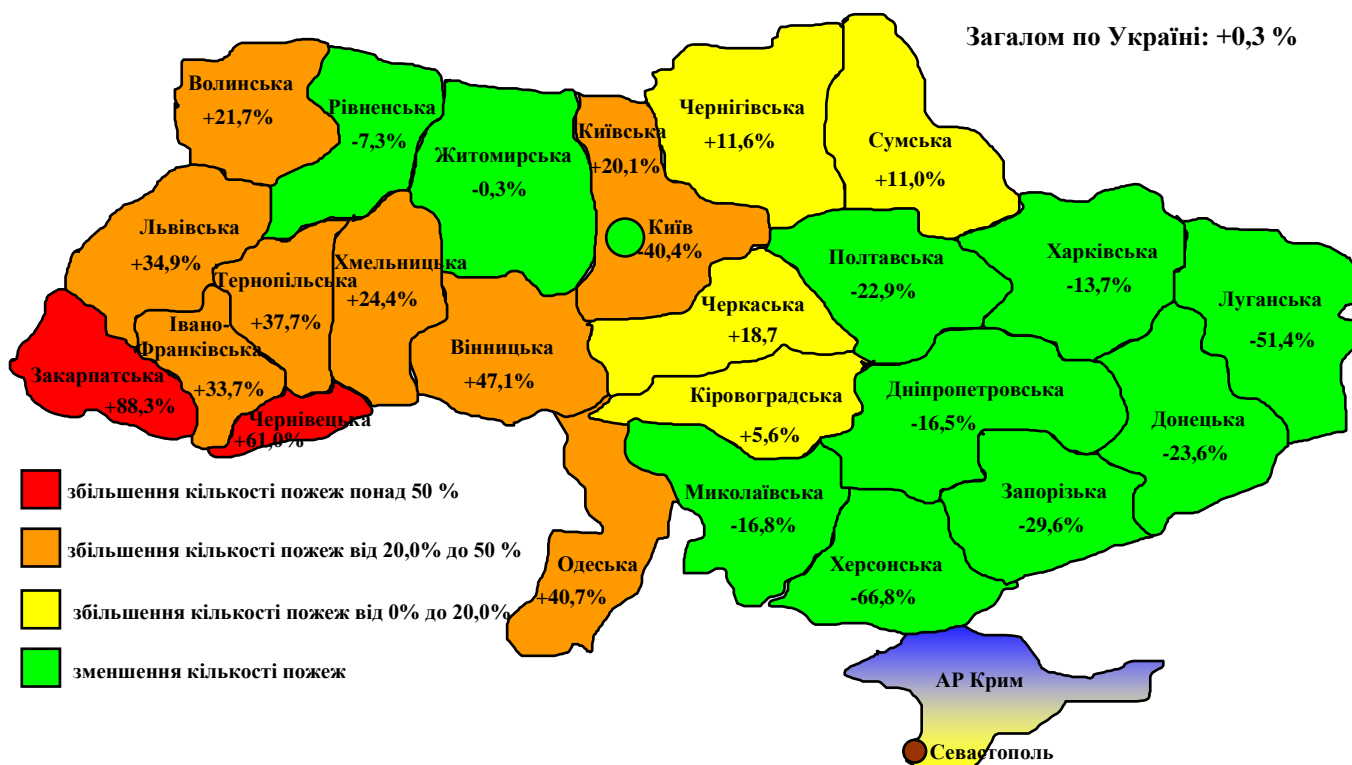 Загалом по Україні: +0,3 %
Волинська
+21,7%
Рівненська
-7,3%
Житомирська
-0,3%
Київська
+20,1%
Чернігівська
+11,6%
Сумська
+11,0%
Львівська
+34,9%
Тернопільська
+37,7%
Хмельницька
+24,4%
Київ
-40,4%
Полтавська
-22,9%
Харківська
-13,7%
Луганська
-51,4%
Закарпатська
+88,3%
Івано-
Франківська
+33,7%
Чернівецька
+61,0%
Вінницька
+47,1%
Черкаська
+18,7
Кіровоградська
+5,6%
Дніпропетровська
-16,5%
Донецька
-23,6%
Одеська
+40,7%
Миколаївська
-16,8%
Запорізька
-29,6%
Херсонська
-66,8%
АР Крим
Севастополь
збільшення кількості пожеж понад 50 %
збільшення кількості пожеж від 20,0% до 50 %
збільшення кількості пожеж від 0% до 20,0%
зменшення кількості пожеж